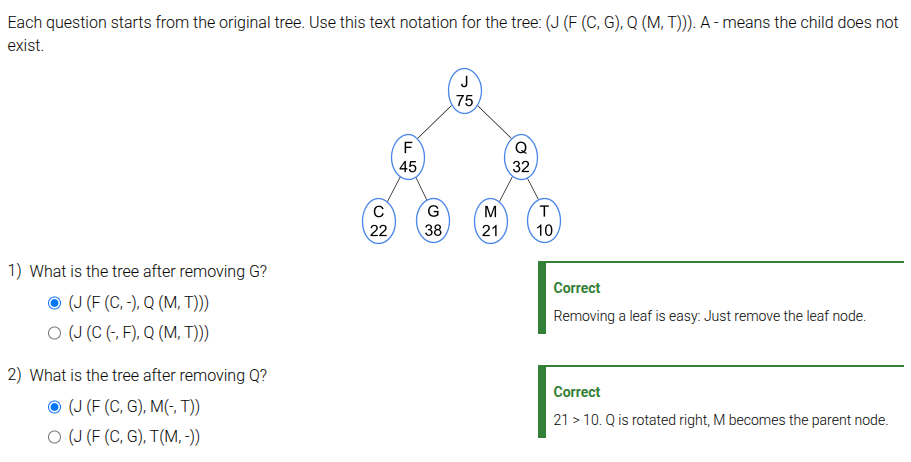 Each question starts from the original tree. Use this text notation for the tree: (J (F (C, G), Q (M, T))). A - means the child does not
exist.
J
75
F
45
Q
32
C
22
G
38
M
21
T
10
1) What is the tree after removing G?
(J (F (C, -), Q (M, T)))
(J (C (-, F), Q (M, T)))
Correct
Removing a leaf is easy: Just remove the leaf node.
2) What is the tree after removing Q?
(J (F (C, G), M(-, T))
(J (F (C, G), T(M, -))
Correct
21 > 10. Q is rotated right, M becomes the parent node.